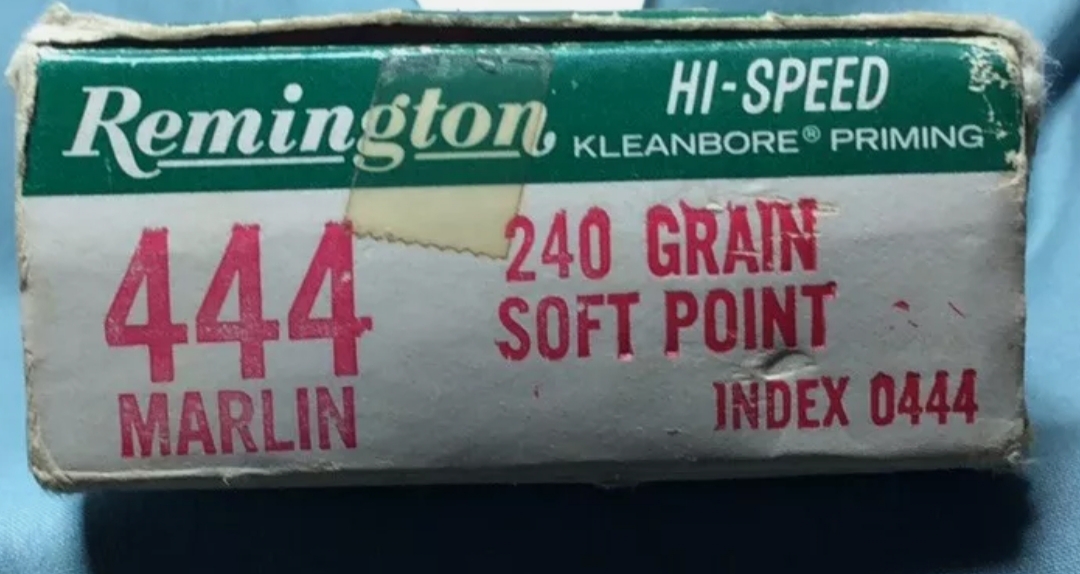 Remington HI-SPEED
KLEANBORE® PRIMING
444
MARLIN
240 GRAIN
SOFT POINT
INDEX 0444